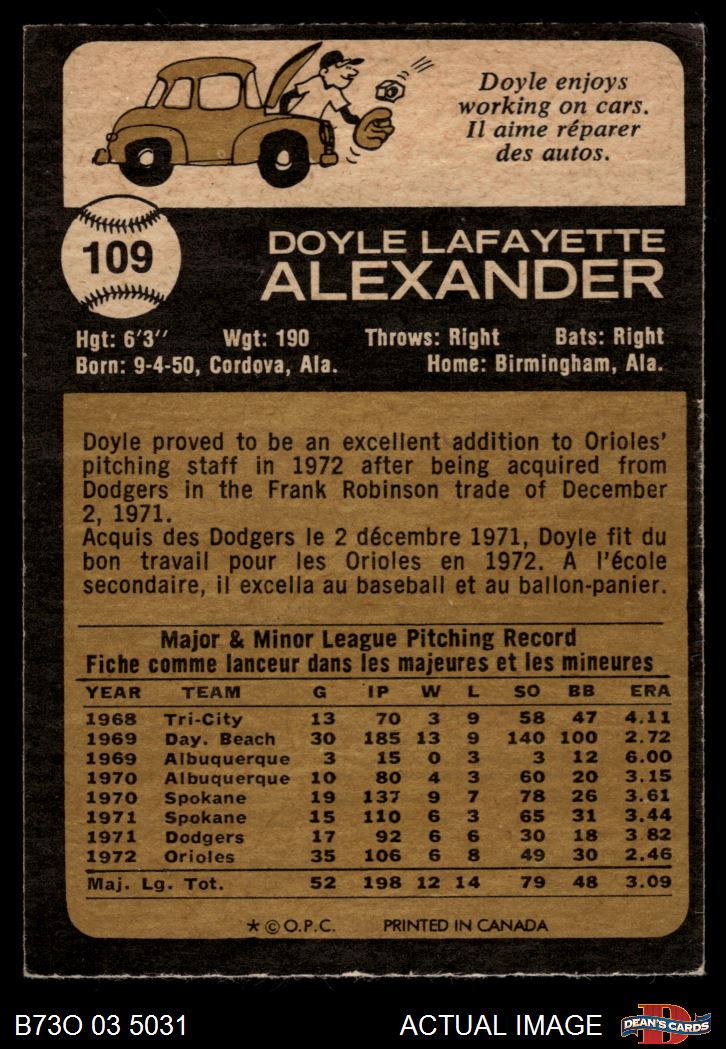 Doyle enjoys
working on cars.
Il aime réparer
des autos.
109
DOYLE LAFAYETTE
ALEXANDER
Hgt: 6'3" Wgt: 190 Throws: Right Bats: Right
Born: 9-4-50, Cordova, Ala. Home: Birmingham, Ala.
Doyle proved to be an excellent addition to Orioles'
pitching staff in 1972 after being acquired from
Dodgers in the Frank Robinson trade of December
2, 1971.
Acquis des Dodgers le 2 décembre 1971, Doyle fit du
bon travail pour les Orioles en 1972. A l'école
secondaire, il excella au baseball et au ballon-panier.
Major & Minor League Pitching Record
Fiche comme lanceur dans les majeures et les mineures
YEAR TEAM G IP W L SO BB ERA
1968 Tri-City 13 70 3 9 58 47 4.11
1969 Day. Beach 30 185 13 9 140 100 2.72
1969 Albuquerque 3 15 0 3 3 12 6.00
1970 Albuquerque 10 80 4 3 60 20 3.15
1970 Spokane 19 137 9 7 78 26 3.61
1971 Spokane 15 110 6 3 65 31 3.44
1971 Dodgers 17 92 6 6 30 18 3.82
1972 Orioles 35 106 6 8 49 30 2.46
Maj. Lg. Tot. 52 198 12 14 79 48 3.09
* © O.P.C. PRINTED IN CANADA
B73O 03 5031 ACTUAL IMAGE D DEAN'S CARDS